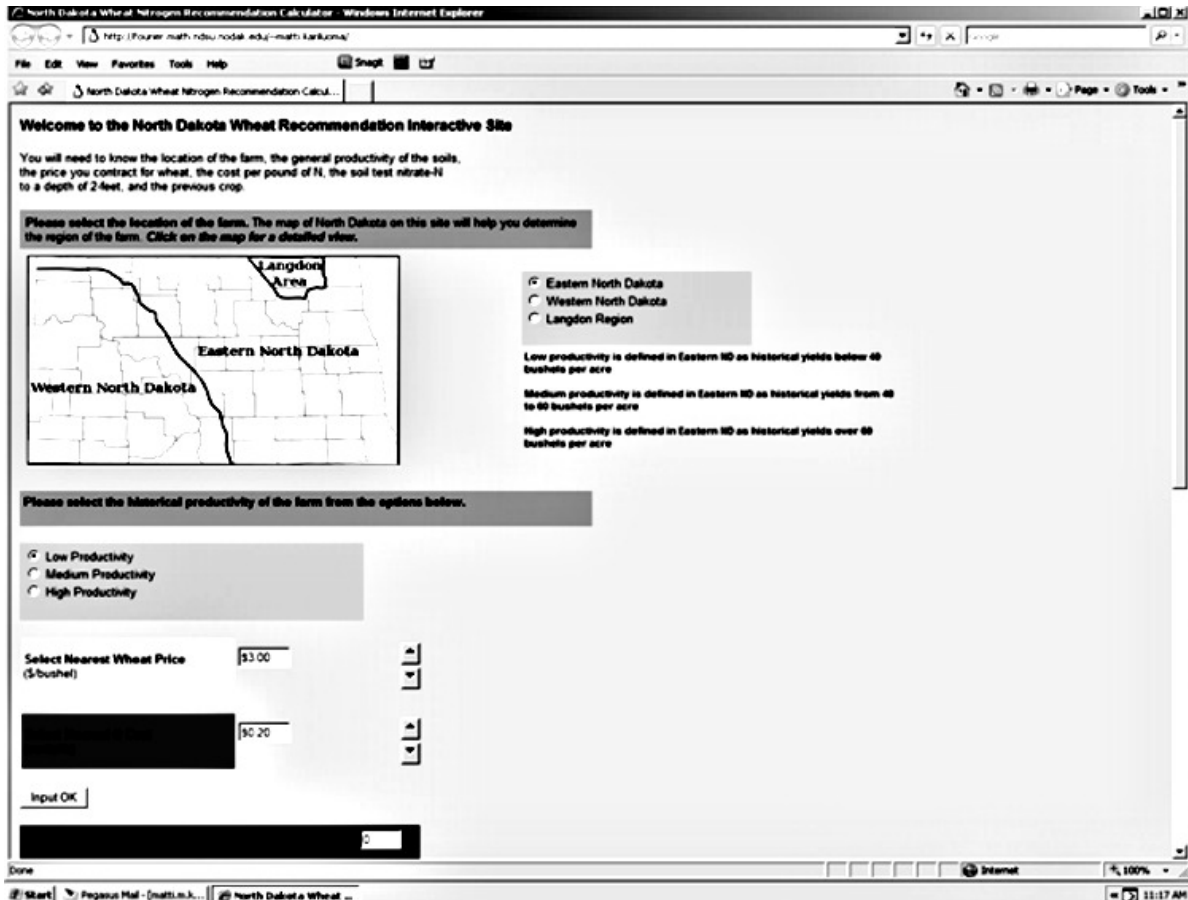 North Dakota Wheat Nitrogen Recommendation Calculator - Windows Internet Explorer
File Edit View Favorites Tools Help
Snagit
North Dakota Wheat Nitrogen Recommendation Calcul...
Page Tools
Welcome to the North Dakota Wheat Recommendation Interactive Site
You will need to know the location of the farm, the general productivity of the soils,
the price you contract for wheat, the cost per pound of N, the soil test nitrate-N
to a depth of 2-feet, and the previous crop.
Please select the location of the farm. The map of North Dakota on this site will help you determine
the region of the farm. Click on the map for a detailed view.
Langdon
Area
Eastern North Dakota
Western North Dakota
Eastern North Dakota
Western North Dakota
Langdon Region
Low productivity is defined in Eastern ND as historical yields below 40
bushels per acre
Medium productivity is defined in Eastern ND as historical yields from 40
to 60 bushels per acre
High productivity is defined in Eastern ND as historical yields over 60
bushels per acre
Please select the historical productivity of the farm from the options below.
Low Productivity
Medium Productivity
High Productivity
Select Nearest Wheat Price
($/bushel)
$3.00
$0.20
Input OK
0
Done
Internet
100%
Start
Pegasus Mail - [matti.m.k...
North Dakota Wheat ...
11:17 AM